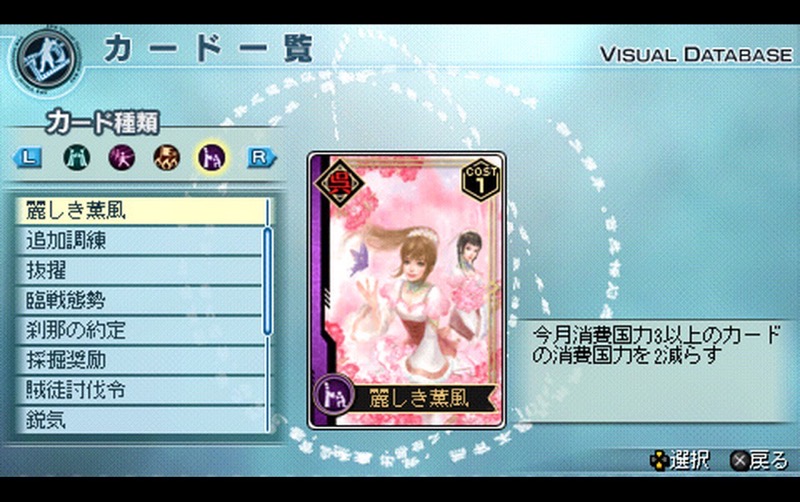 カード一覧
VISUAL DATABASE
カード種類
L
R
麗しき薫風
追加調練
抜擢
臨戦態勢
刹那の約定
採掘奨励
賊徒討伐令
鋭気
呉
COST
1
麗しき薫風
今月消費国力3以上のカード
の消費国力を2減らす
選択
戻る